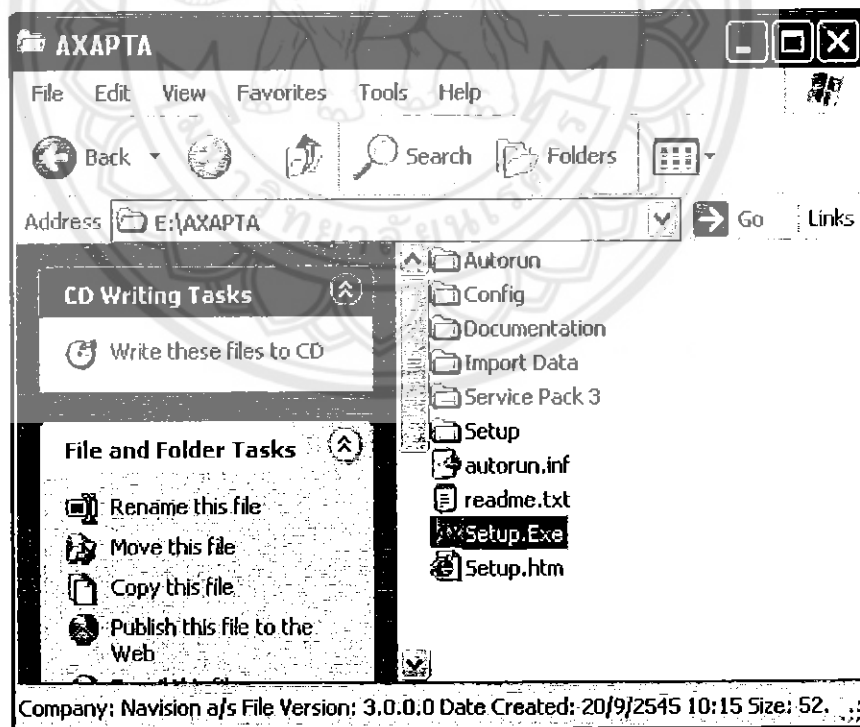 AXAPTA
File Edit View Favorites Tools Help
Back Search Folders
Address E:\AXAPTA Go Links
CD Writing Tasks
Write these files to CD
File and Folder Tasks
Rename this file
Move this file
Copy this file
Publish this file to the
Web
Autorun
Config
Documentation
Import Data
Service Pack 3
Setup
autorun.inf
readme.txt
Setup.Exe
Setup.htm
Company: Navision a/s File Version: 3.0.0.0 Date Created: 20/9/2545 10:15 Size: 52.